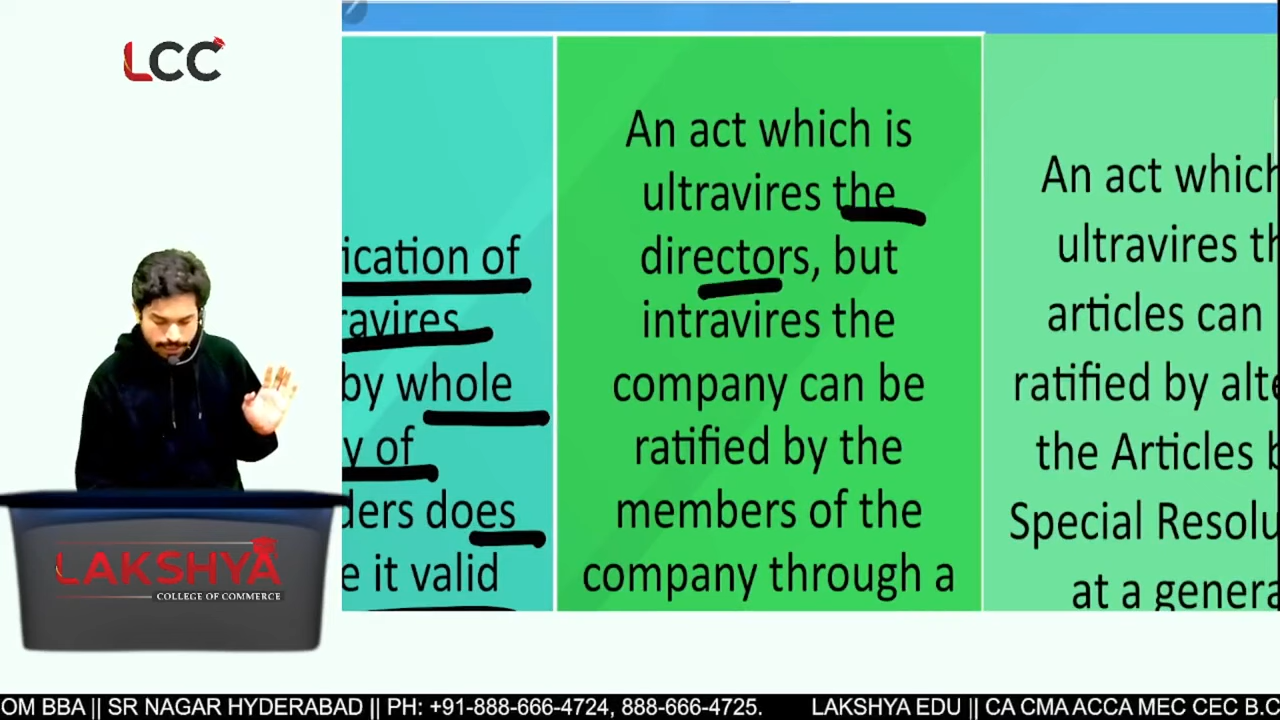 LCC
ication of
ravires
by whole
y of
ders does
e it valid
An act which is
ultravires the
directors, but
intravires the
company can be
ratified by the
members of the
company through a
An act which
ultravires th
articles can
ratified by alte
the Articles b
Special Resolu
at a genera
LAKSHYA
COLLEGE OF COMMERCE
OM BBA || SR NAGAR HYDERABAD || PH: +91-888-666-4724, 888-666-4725. LAKSHYA EDU || CA CMA ACCA MEC CEC B.C